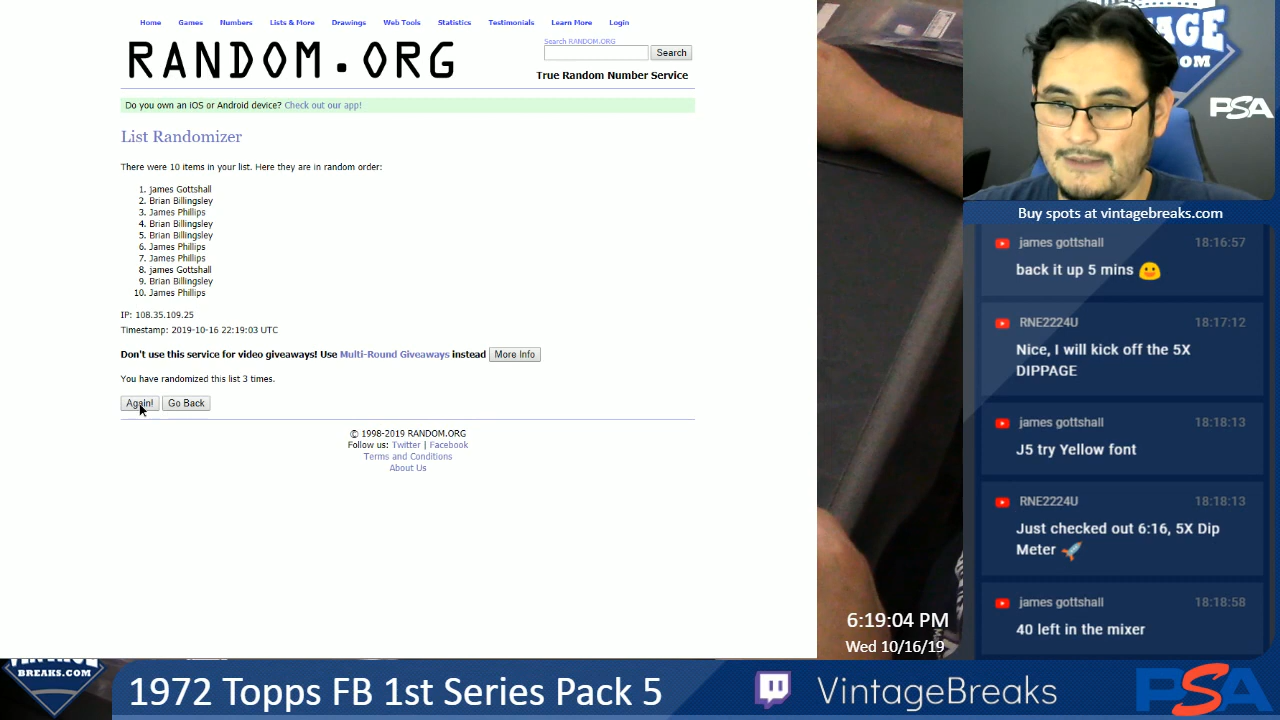 Home Games Numbers Lists & More Drawings Web Tools Statistics Testimonials Learn More Login
RANDOM.ORG
Search RANDOM.ORG
Search
True Random Number Service
Do you own an iOS or Android device? Check out our app!
List Randomizer
There were 10 items in your list. Here they are in random order:
1. james Gottshall
2. Brian Billingsley
3. James Phillips
4. Brian Billingsley
5. Brian Billingsley
6. James Phillips
7. James Phillips
8. james Gottshall
9. Brian Billingsley
10. James Phillips
IP: 108.35.109.25
Timestamp: 2019-10-16 22:19:03 UTC
Don't use this service for video giveaways! Use Multi-Round Giveaways instead More Info
You have randomized this list 3 times.
Again! Go Back
© 1998-2019 RANDOM.ORG
Follow us: Twitter | Facebook
Terms and Conditions
About Us
PSA
Buy spots at vintagebreaks.com
james gottshall 18:16:57
back it up 5 mins
RNE2224U 18:17:12
Nice, I will kick off the 5X
DIPPAGE
james gottshall 18:18:13
J5 try Yellow font
RNE2224U 18:18:13
Just checked out 6:16, 5X Dip
Meter
james gottshall 18:18:58
40 left in the mixer
6:19:04 PM
Wed 10/16/19
BREAKS.COM
1972 Topps FB 1st Series Pack 5
VintageBreaks
PSA